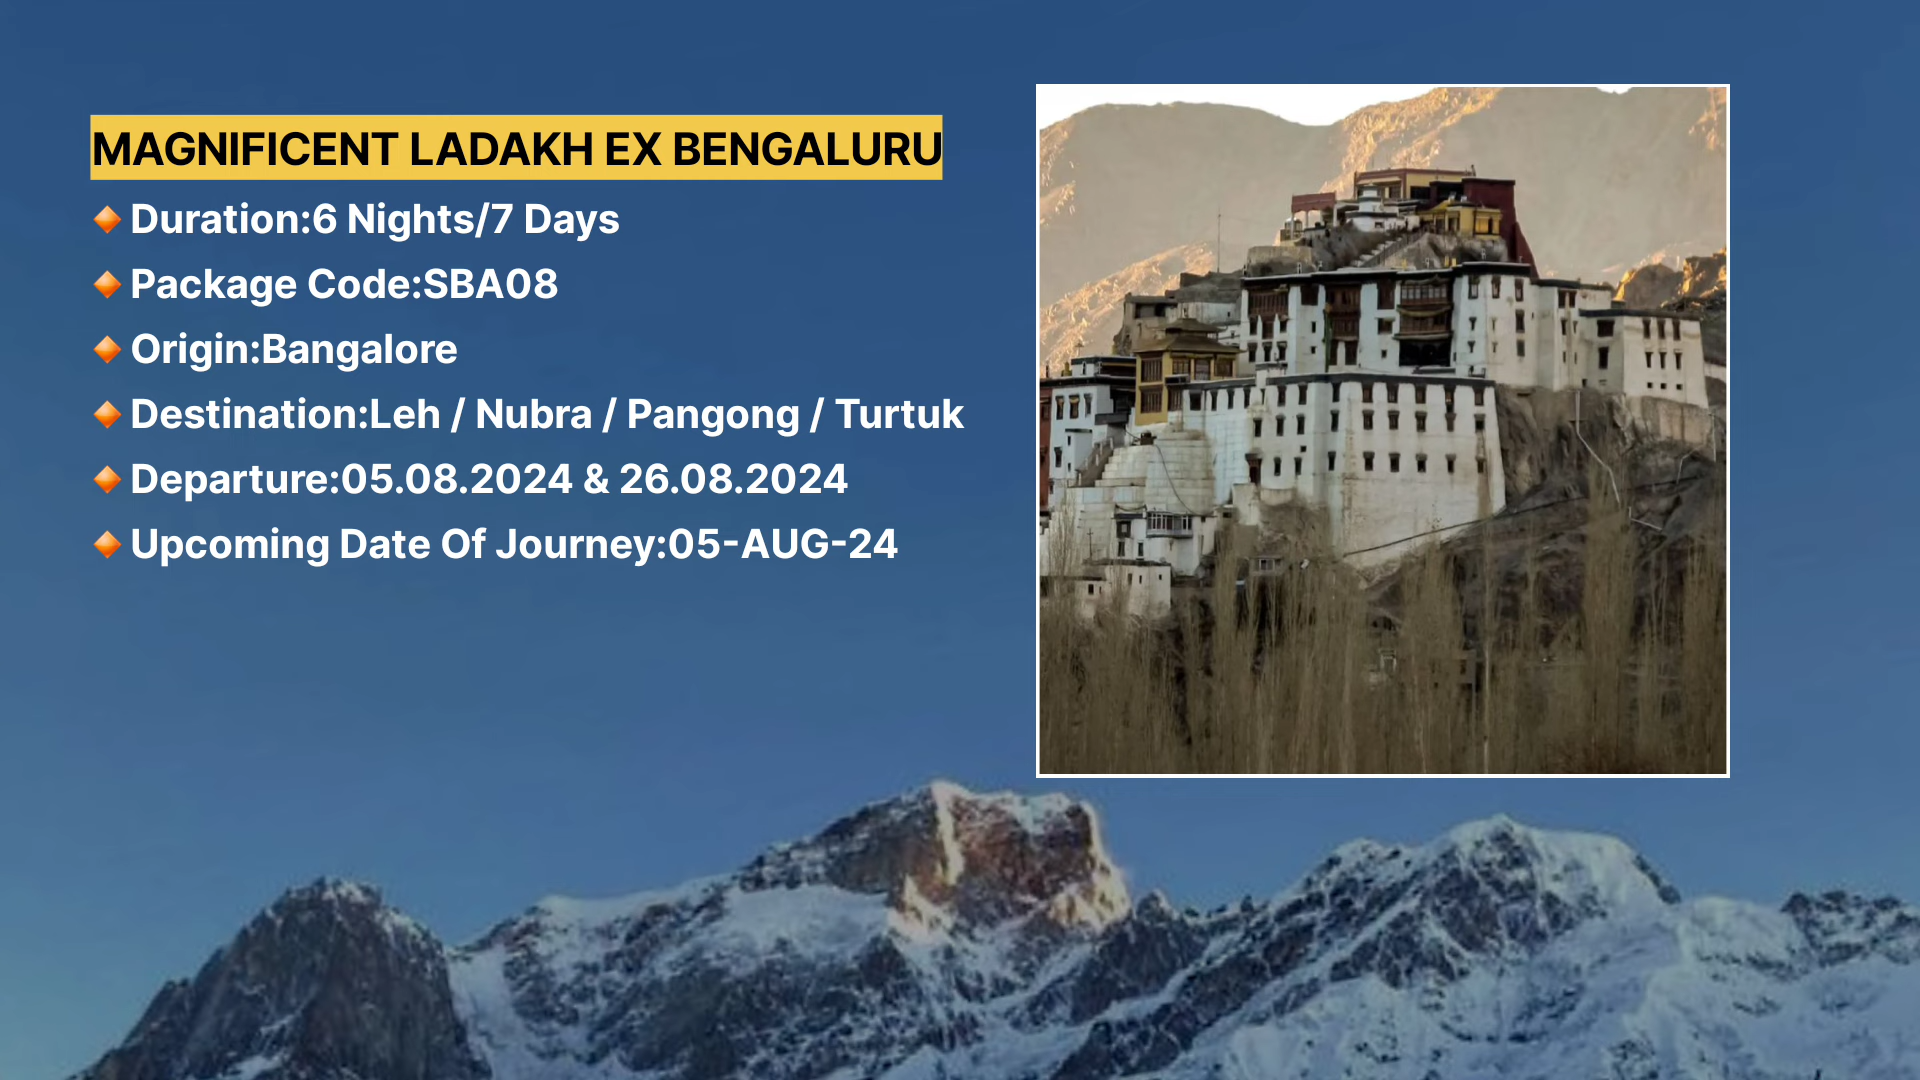 MAGNIFICENT LADAKH EX BENGALURU
🔸Duration:6 Nights/7 Days
🔸Package Code:SBA08
🔸Origin:Bangalore
🔸Destination:Leh / Nubra / Pangong / Turtuk
🔸Departure:05.08.2024 & 26.08.2024
🔸Upcoming Date Of Journey:05-AUG-24